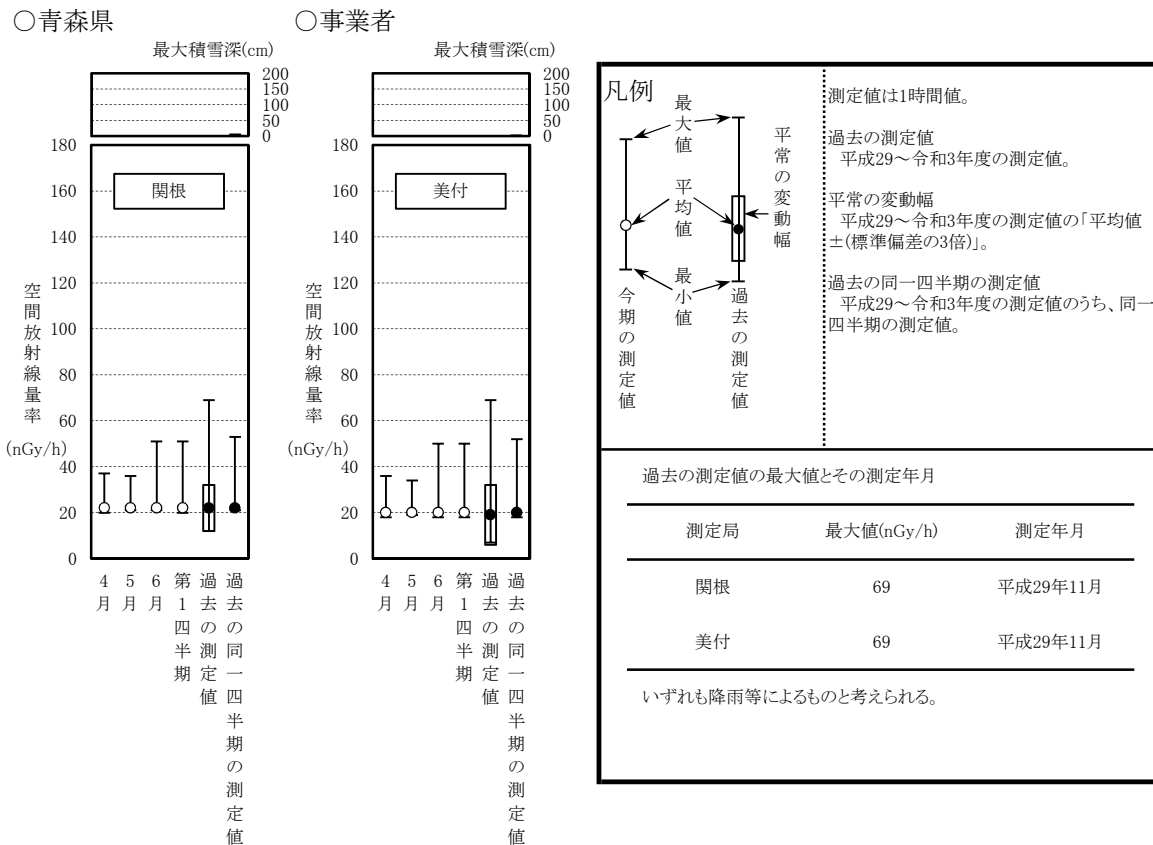 ○青森県
最大積雪深(cm)
200
150
100
50
0
180
160
140
120
100
80
60
40
20
0
関根
空間放射線量率
(nGy/h)
4月
5月
6月
第1四半期
過去の測定値
過去の同一四半期の測定値
○事業者
最大積雪深(cm)
200
150
100
50
0
180
160
140
120
100
80
60
40
20
0
美付
空間放射線量率
(nGy/h)
4月
5月
6月
第1四半期
過去の測定値
過去の同一四半期の測定値
凡例
最大値
平均値
最小値
平常の変動幅
今期の測定値
過去の測定値
測定値は1時間値。
過去の測定値
平成29～令和3年度の測定値。
平常の変動幅
平成29～令和3年度の測定値の「平均値
±(標準偏差の3倍)」。
過去の同一四半期の測定値
平成29～令和3年度の測定値のうち、同一
四半期の測定値。
過去の測定値の最大値とその測定年月
測定局 最大値(nGy/h) 測定年月
関根 69 平成29年11月
美付 69 平成29年11月
いずれも降雨等によるものと考えられる。